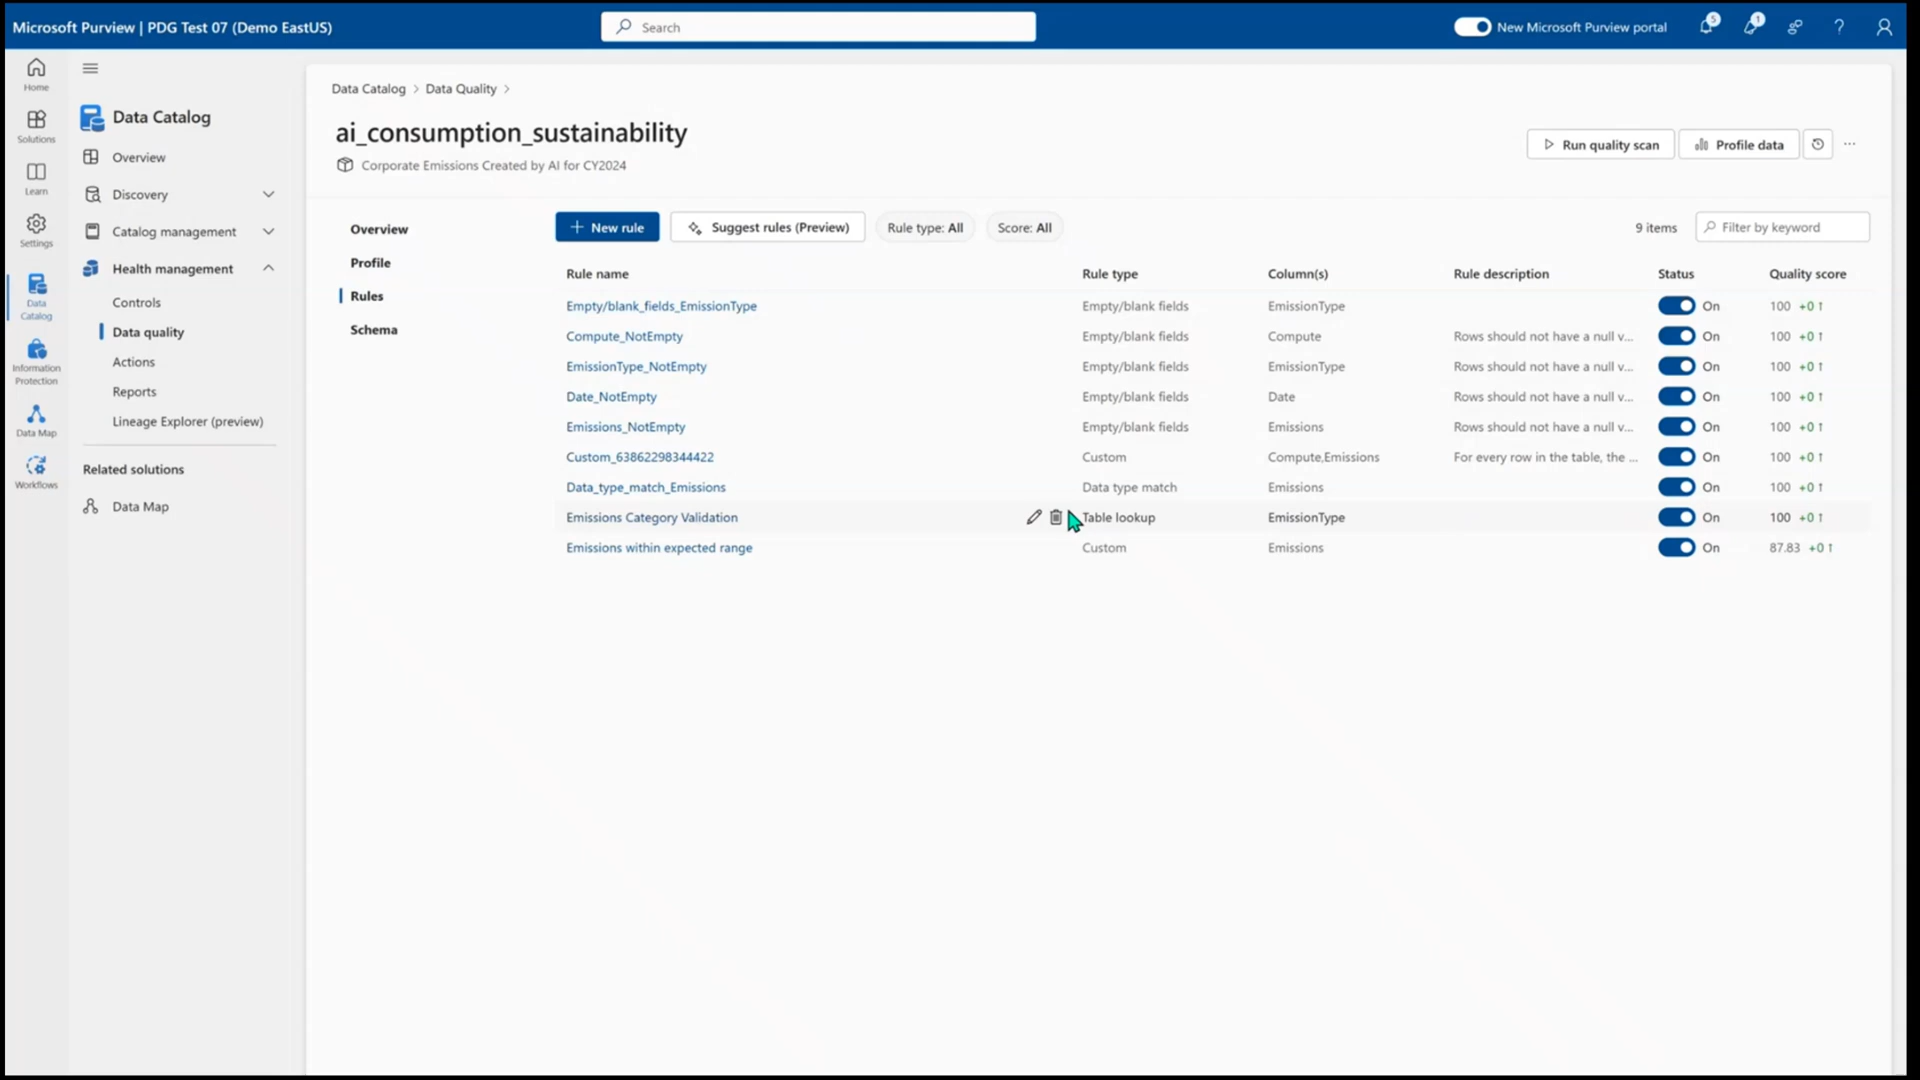 Microsoft Purview | PDG Test 07 (Demo EastUS)
Search
New Microsoft Purview portal
5
1
Home
Solutions
Learn
Settings
Data Catalog
Information Protection
Data Map
Workflows
Data Catalog
Overview
Discovery
Catalog management
Health management
Controls
Data quality
Actions
Reports
Lineage Explorer (preview)
Related solutions
Data Map
Data Catalog > Data Quality >
ai_consumption_sustainability
Corporate Emissions Created by AI for CY2024
Run quality scan
Profile data
...
Overview
Profile
Rules
Schema
+ New rule
Suggest rules (Preview)
Rule type: All
Score: All
9 items
Filter by keyword
Rule name Rule type Column(s) Rule description Status Quality score
Empty/blank_fields_EmissionType Empty/blank fields EmissionType On 100 +0 ↑
Compute_NotEmpty Empty/blank fields Compute Rows should not have a null v... On 100 +0 ↑
EmissionType_NotEmpty Empty/blank fields EmissionType Rows should not have a null v... On 100 +0 ↑
Date_NotEmpty Empty/blank fields Date Rows should not have a null v... On 100 +0 ↑
Emissions_NotEmpty Empty/blank fields Emissions Rows should not have a null v... On 100 +0 ↑
Custom_63862298344422 Custom Compute,Emissions For every row in the table, the ... On 100 +0 ↑
Data_type_match_Emissions Data type match Emissions On 100 +0 ↑
Emissions Category Validation Table lookup EmissionType On 100 +0 ↑
Emissions within expected range Custom Emissions On 87.83 +0 ↑